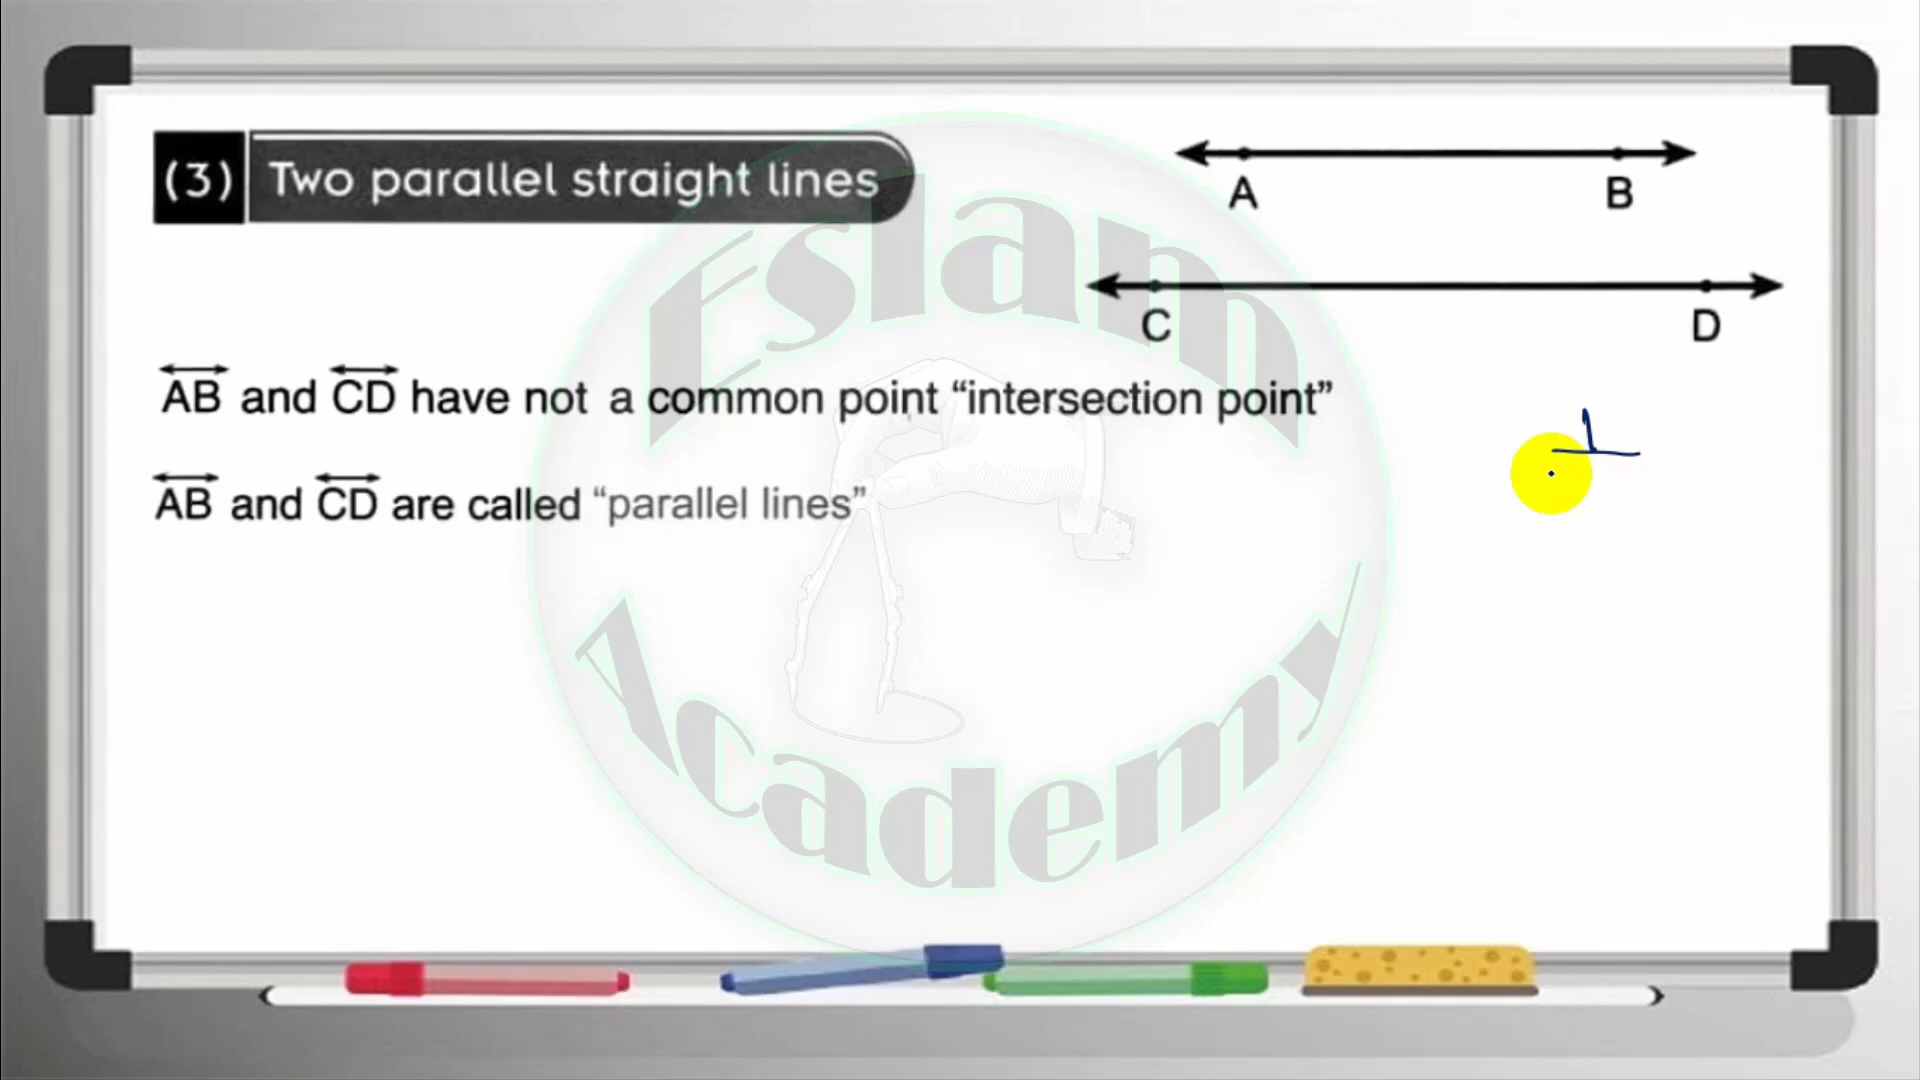 (3) Two parallel straight lines
A B
C D
AB and CD have not a common point “intersection point”
AB and CD are called “parallel lines”
Eslam
Academy